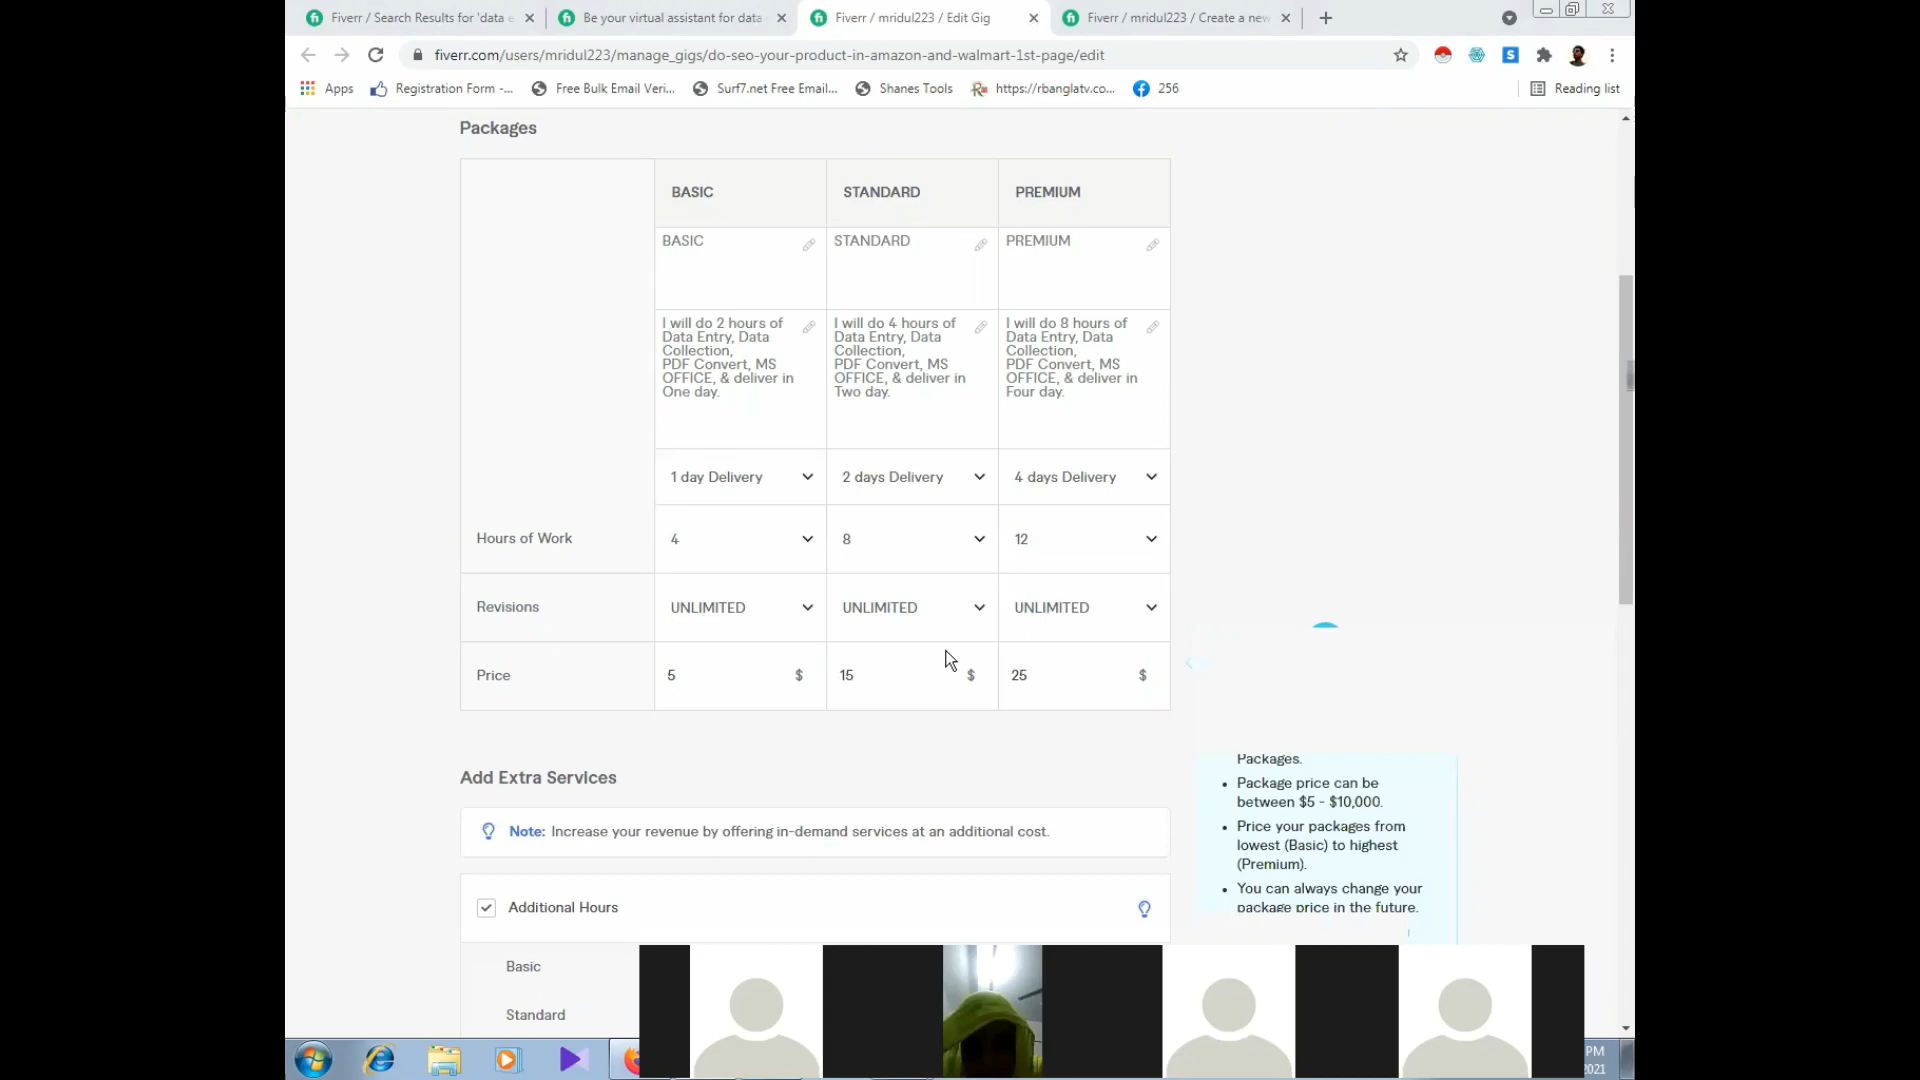 Fiverr / Search Results for 'data e
Be your virtual assistant for data
Fiverr / mridul223 / Edit Gig
Fiverr / mridul223 / Create a new
fiverr.com/users/mridul223/manage_gigs/do-seo-your-product-in-amazon-and-walmart-1st-page/edit
Apps
Registration Form -...
Free Bulk Email Veri...
Surf7.net Free Email...
Shanes Tools
https://rbanglatv.co...
256
Reading list
Packages
BASIC STANDARD PREMIUM
BASIC
STANDARD
PREMIUM
I will do 2 hours of
Data Entry, Data
Collection,
PDF Convert, MS
OFFICE, & deliver in
One day.
I will do 4 hours of
Data Entry, Data
Collection,
PDF Convert, MS
OFFICE, & deliver in
Two day.
I will do 8 hours of
Data Entry, Data
Collection,
PDF Convert, MS
OFFICE, & deliver in
Four day.
1 day Delivery 2 days Delivery 4 days Delivery
Hours of Work 4 8 12
Revisions UNLIMITED UNLIMITED UNLIMITED
Price 5 $ 15 $ 25 $
Packages.
• Package price can be
between $5 - $10,000.
• Price your packages from
lowest (Basic) to highest
(Premium).
• You can always change your
package price in the future.
Add Extra Services
Note: Increase your revenue by offering in-demand services at an additional cost.
Additional Hours
Basic
Standard
PM
2021